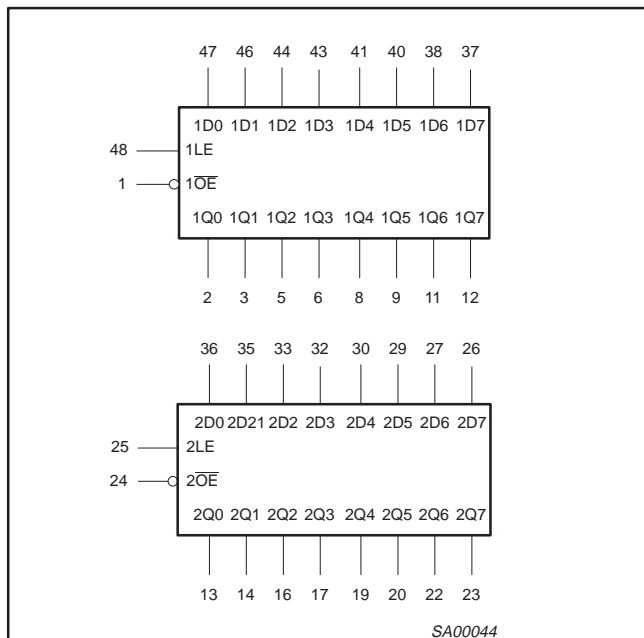 47 46 44 43 41 40 38 37
1D0 1D1 1D2 1D3 1D4 1D5 1D6 1D7
48 1LE
1 1O̅E̅
1Q0 1Q1 1Q2 1Q3 1Q4 1Q5 1Q6 1Q7
2 3 5 6 8 9 11 12
36 35 33 32 30 29 27 26
2D0 2D21 2D2 2D3 2D4 2D5 2D6 2D7
25 2LE
24 2O̅E̅
2Q0 2Q1 2Q2 2Q3 2Q4 2Q5 2Q6 2Q7
13 14 16 17 19 20 22 23
SA00044